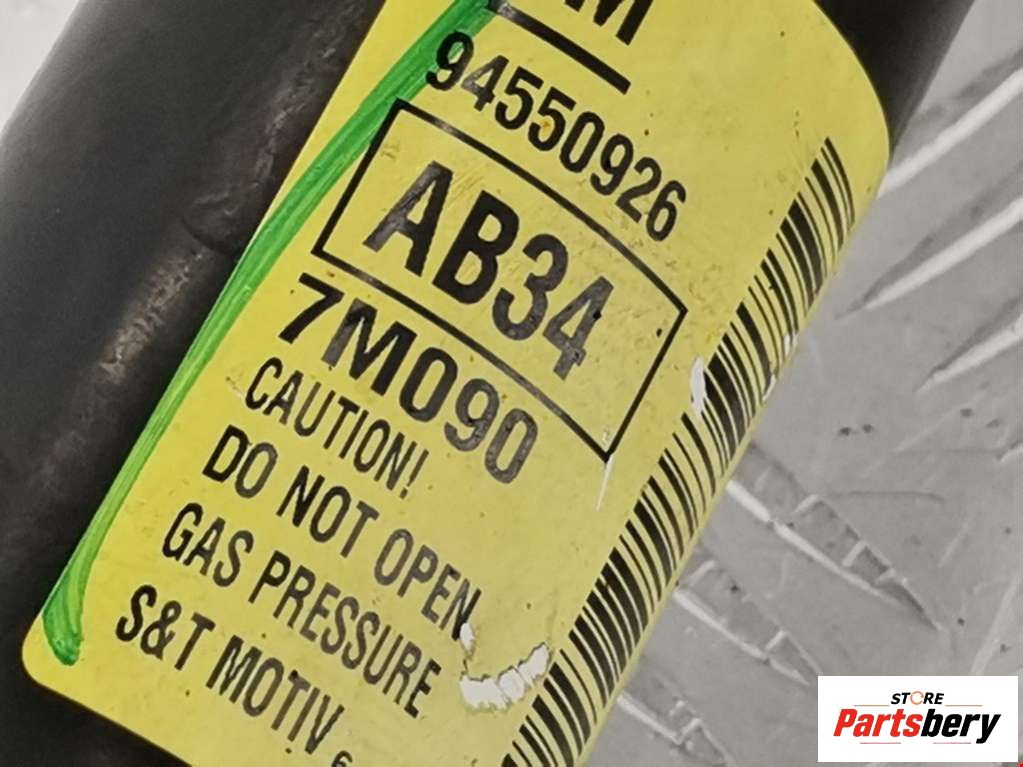 94550926
AB34
7M090
CAUTION!
DO NOT OPEN
GAS PRESSURE
S&T MOTIV
STORE
Partsbery